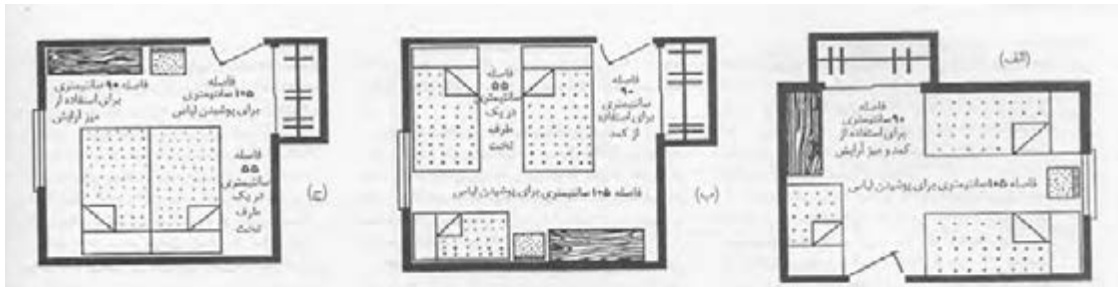 (الف)
فاصله
۹۰ سانتیمتری
برای استفاده از
کمد و میز آرایش
فاصله ۱۰۵ سانتیمتری برای پوشیدن لباس
(ب)
فاصله
۵۵
سانتیمتری
در یک
طرفه
تخت
فاصله
۹۰
سانتیمتری
برای استفاده
از کمد
فاصله ۱۰۵ سانتیمتری برای پوشیدن لباس
(ج)
فاصله ۹۰ سانتیمتری
برای استفاده از
میز آرایش
فاصله
۱۰۵ سانتیمتری
برای پوشیدن لباس
فاصله
۵۵
سانتیمتری
در یک
طرفه
تخت